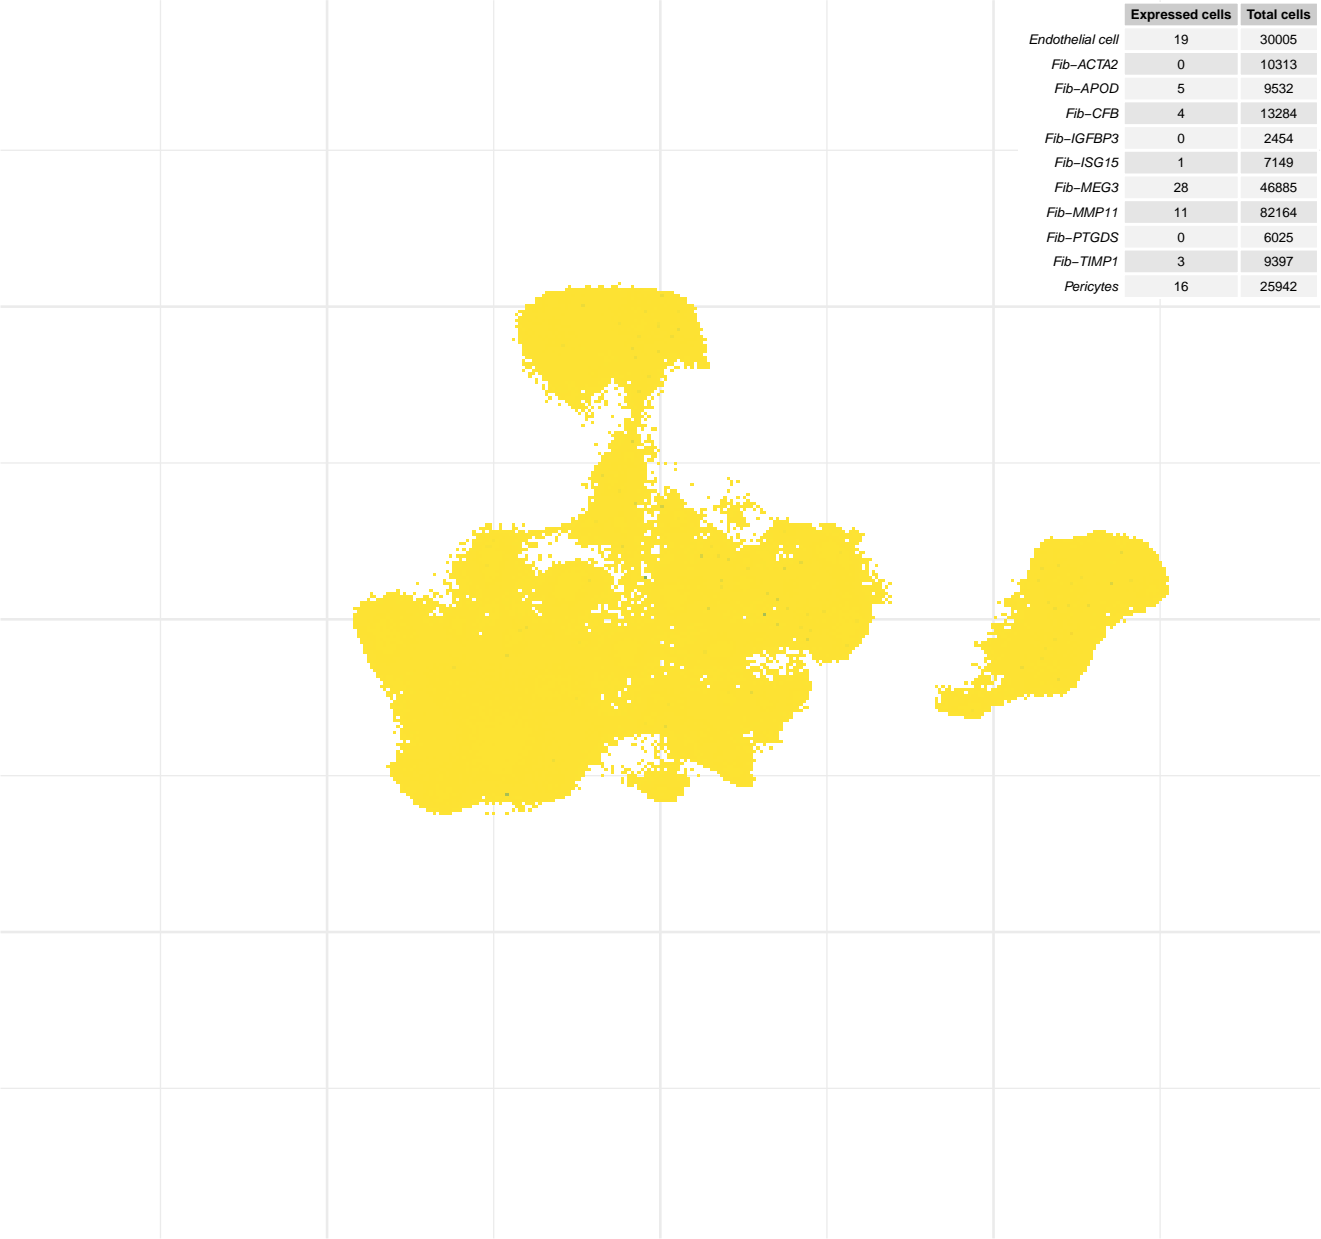 Expressed cells Total cells
Endothelial cell 19 30005
Fib−ACTA2 0 10313
Fib−APOD 5 9532
Fib−CFB 4 13284
Fib−IGFBP3 0 2454
Fib−ISG15 1 7149
Fib−MEG3 28 46885
Fib−MMP11 11 82164
Fib−PTGDS 0 6025
Fib−TIMP1 3 9397
Pericytes 16 25942